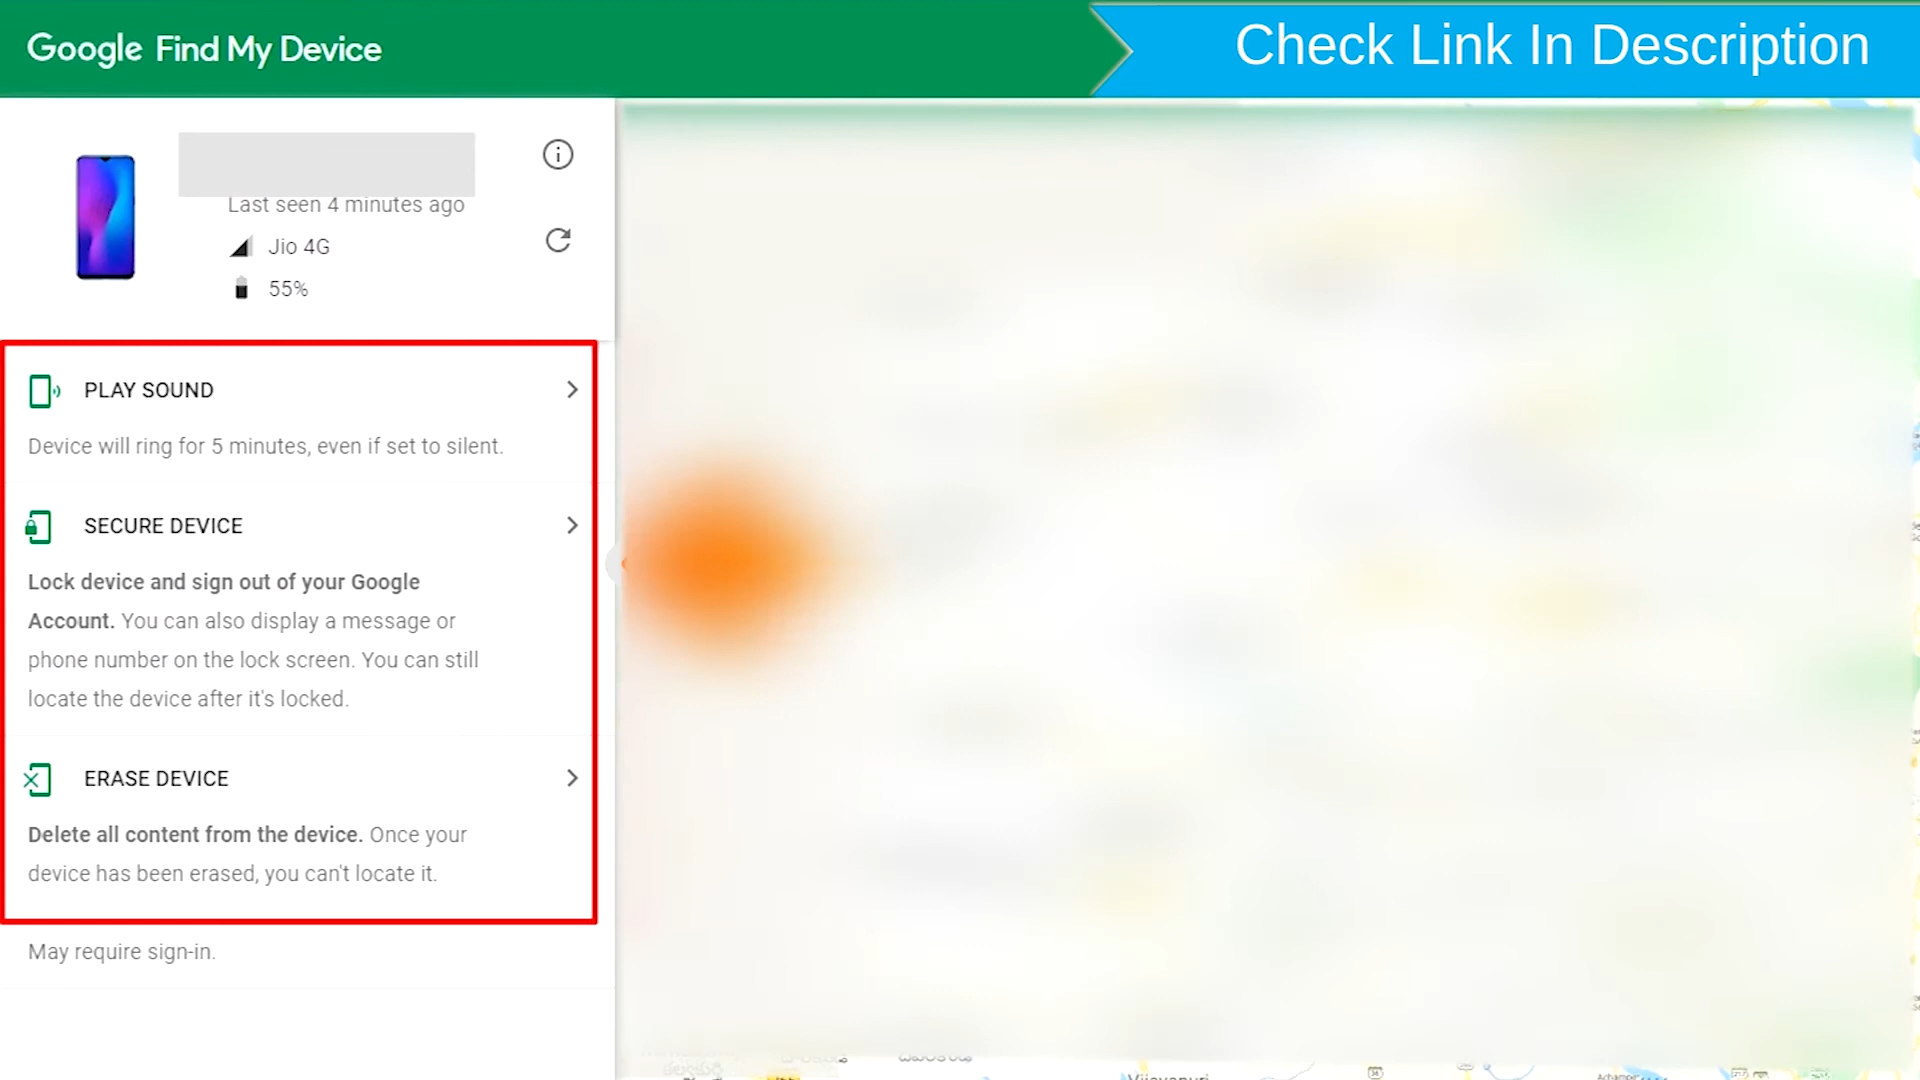 Google Find My Device
Check Link In Description
Last seen 4 minutes ago
Jio 4G
55%
PLAY SOUND
Device will ring for 5 minutes, even if set to silent.
SECURE DEVICE
Lock device and sign out of your Google
Account. You can also display a message or
phone number on the lock screen. You can still
locate the device after it's locked.
ERASE DEVICE
Delete all content from the device. Once your
device has been erased, you can't locate it.
May require sign-in.